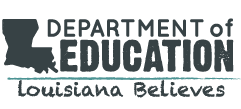 DEPARTMENT of
EDUCATION
Louisiana Believes